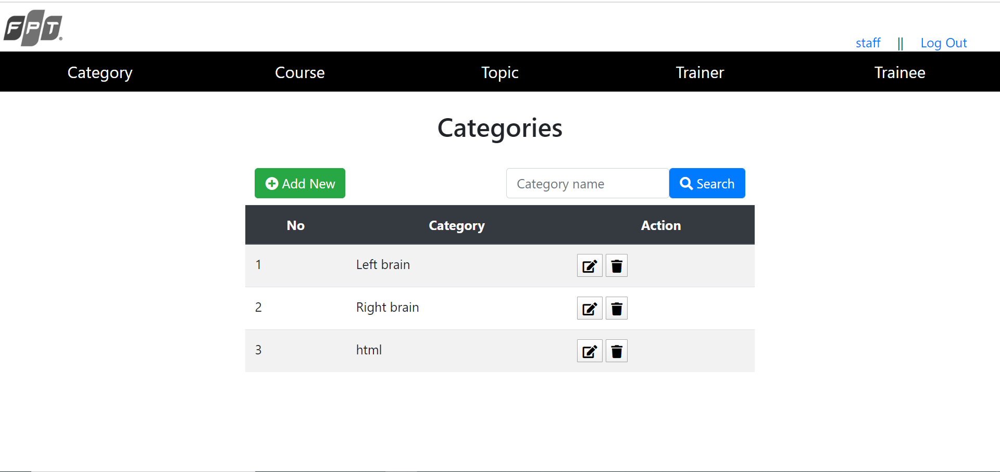 FPT®
staff || Log Out
Category Course Topic Trainer Trainee
Categories
Add New Category name Search
No Category Action
1 Left brain
2 Right brain
3 html